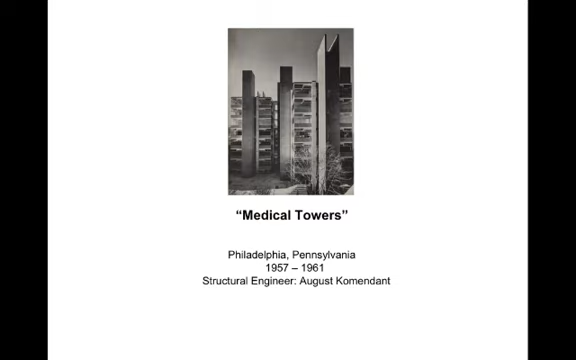 “Medical Towers”
Philadelphia, Pennsylvania
1957 – 1961
Structural Engineer: August Komendant